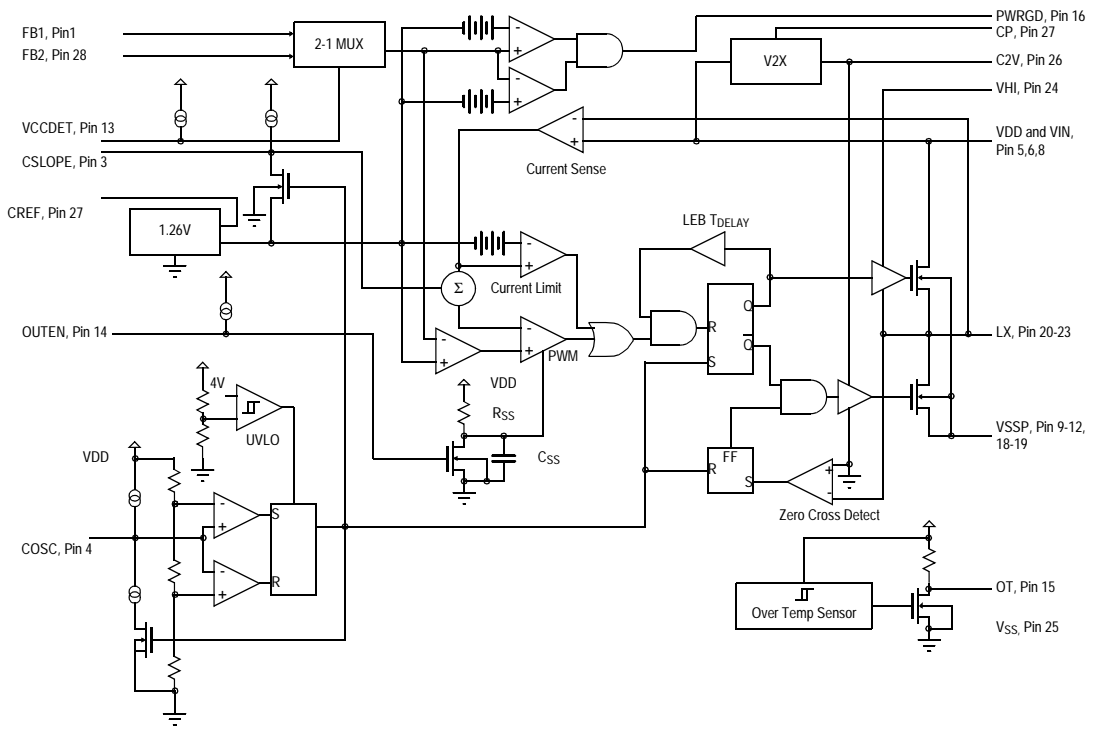 FB1, Pin1
FB2, Pin 28
2-1 MUX
PWRGD, Pin 16
CP, Pin 27
V2X
C2V, Pin 26
VHI, Pin 24
VCCDET, Pin 13
CSLOPE, Pin 3
VDD and VIN,
Pin 5,6,8
Current Sense
CREF, Pin 27
1.26V
LEB TDELAY
Σ
Current Limit
OUTEN, Pin 14
PWM
R
S
Q
Q
LX, Pin 20-23
4V
UVLO
VDD
RSS
CSS
VSSP, Pin 9-12,
18-19
VDD
FF
R
S
Zero Cross Detect
COSC, Pin 4
S
R
Over Temp Sensor
OT, Pin 15
VSS, Pin 25